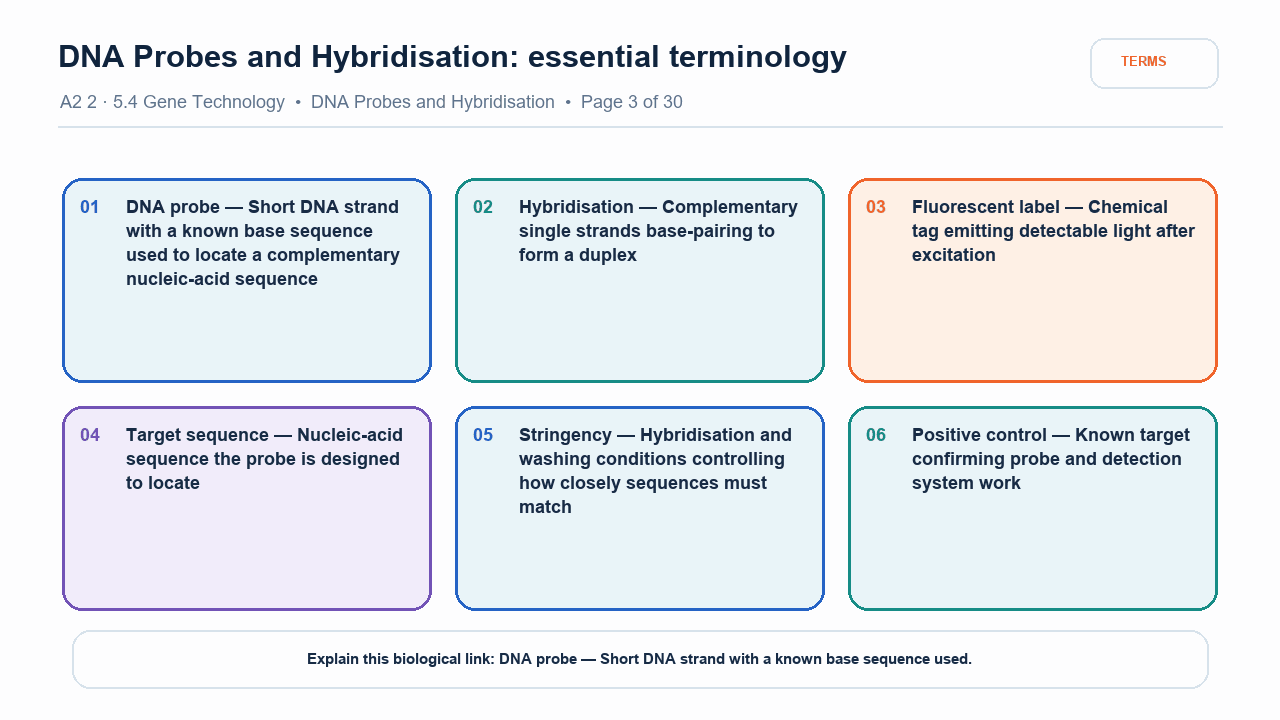 DNA Probes and Hybridisation: essential terminology
TERMS
A2 2 · 5.4 Gene Technology • DNA Probes and Hybridisation • Page 3 of 30
01
DNA probe — Short DNA strand
with a known base sequence
used to locate a complementary
nucleic-acid sequence
02
Hybridisation — Complementary
single strands base-pairing to
form a duplex
03
Fluorescent label — Chemical
tag emitting detectable light after
excitation
04
Target sequence — Nucleic-acid
sequence the probe is designed
to locate
05
Stringency — Hybridisation and
washing conditions controlling
how closely sequences must
match
06
Positive control — Known target
confirming probe and detection
system work
Explain this biological link: DNA probe — Short DNA strand with a known base sequence used.